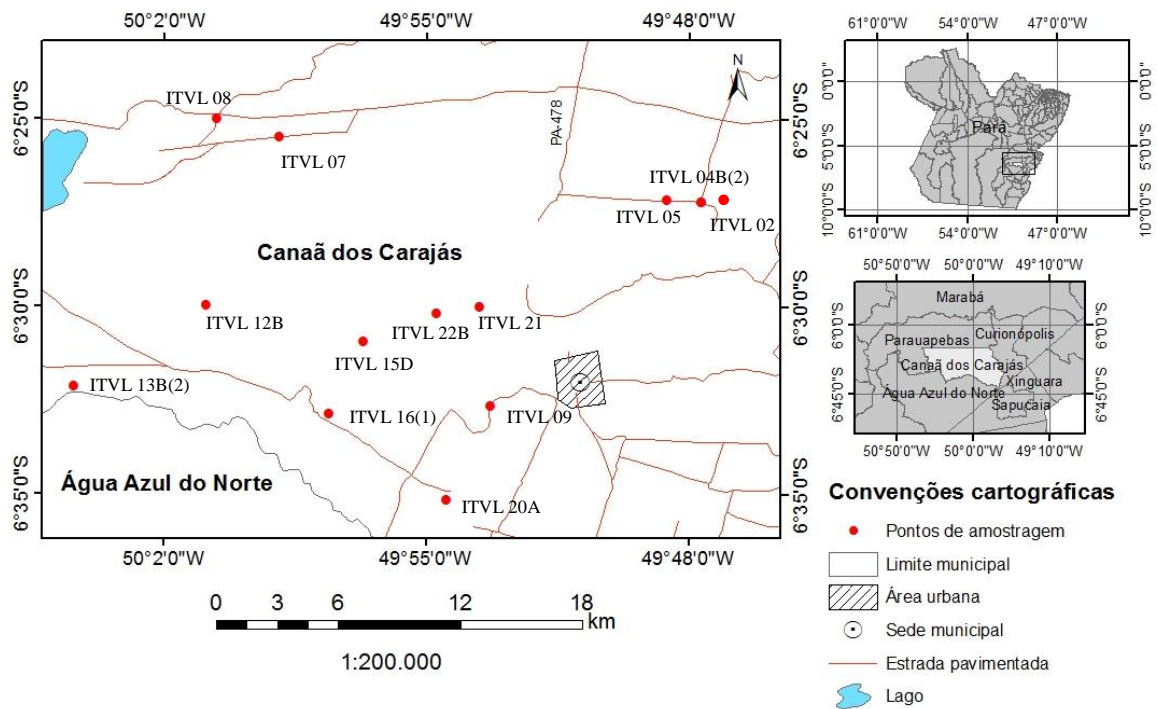 50°2'0"W
49°55'0"W
49°48'0"W
6°25'0"S
6°30'0"S
6°35'0"S
ITVL 08
ITVL 07
PA-478
N
ITVL 04B(2)
ITVL 05
ITVL 02
Canaã dos Carajás
ITVL 12B
ITVL 22B
ITVL 21
ITVL 15D
ITVL 13B(2)
ITVL 16(1)
ITVL 09
Água Azul do Norte
ITVL 20A
6°25'0"S
6°30'0"S
6°35'0"S
50°2'0"W
49°55'0"W
49°48'0"W
0 3 6 12 18
km
1:200.000
61°0'0"W
54°0'0"W
47°0'0"W
0°0'0"
5°0'0"S
10°0'0"S
Pará
0°0'0"
5°0'0"S
10°0'0"S
61°0'0"W
54°0'0"W
47°0'0"W
50°50'0"W
50°0'0"W
49°10'0"W
6°0'0"S
6°45'0"S
Marabá
Curionópolis
Parauapebas
Canaã dos Carajás
Xinguara
Água Azul do Norte
Sapucaia
6°0'0"S
6°45'0"S
50°50'0"W
50°0'0"W
49°10'0"W
Convenções cartográficas
Pontos de amostragem
Limite municipal
Área urbana
Sede municipal
Estrada pavimentada
Lago